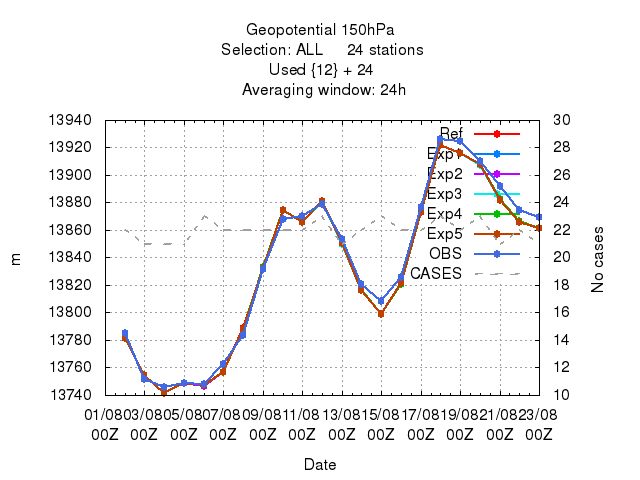 Geopotential 150hPa
Selection: ALL 24 stations
Used {12} + 24
Averaging window: 24h
13940
13920
13900
13880
13860
13840
13820
13800
13780
13760
13740
30
28
26
24
22
20
18
16
14
12
10
Ref
Exp1
Exp2
Exp3
Exp4
Exp5
OBS
CASES
m
No cases
01/08 03/08 05/08 07/08 09/08 11/08 13/08 15/08 17/08 19/08 21/08 23/08
00Z 00Z 00Z 00Z 00Z 00Z 00Z 00Z 00Z 00Z 00Z 00Z
Date